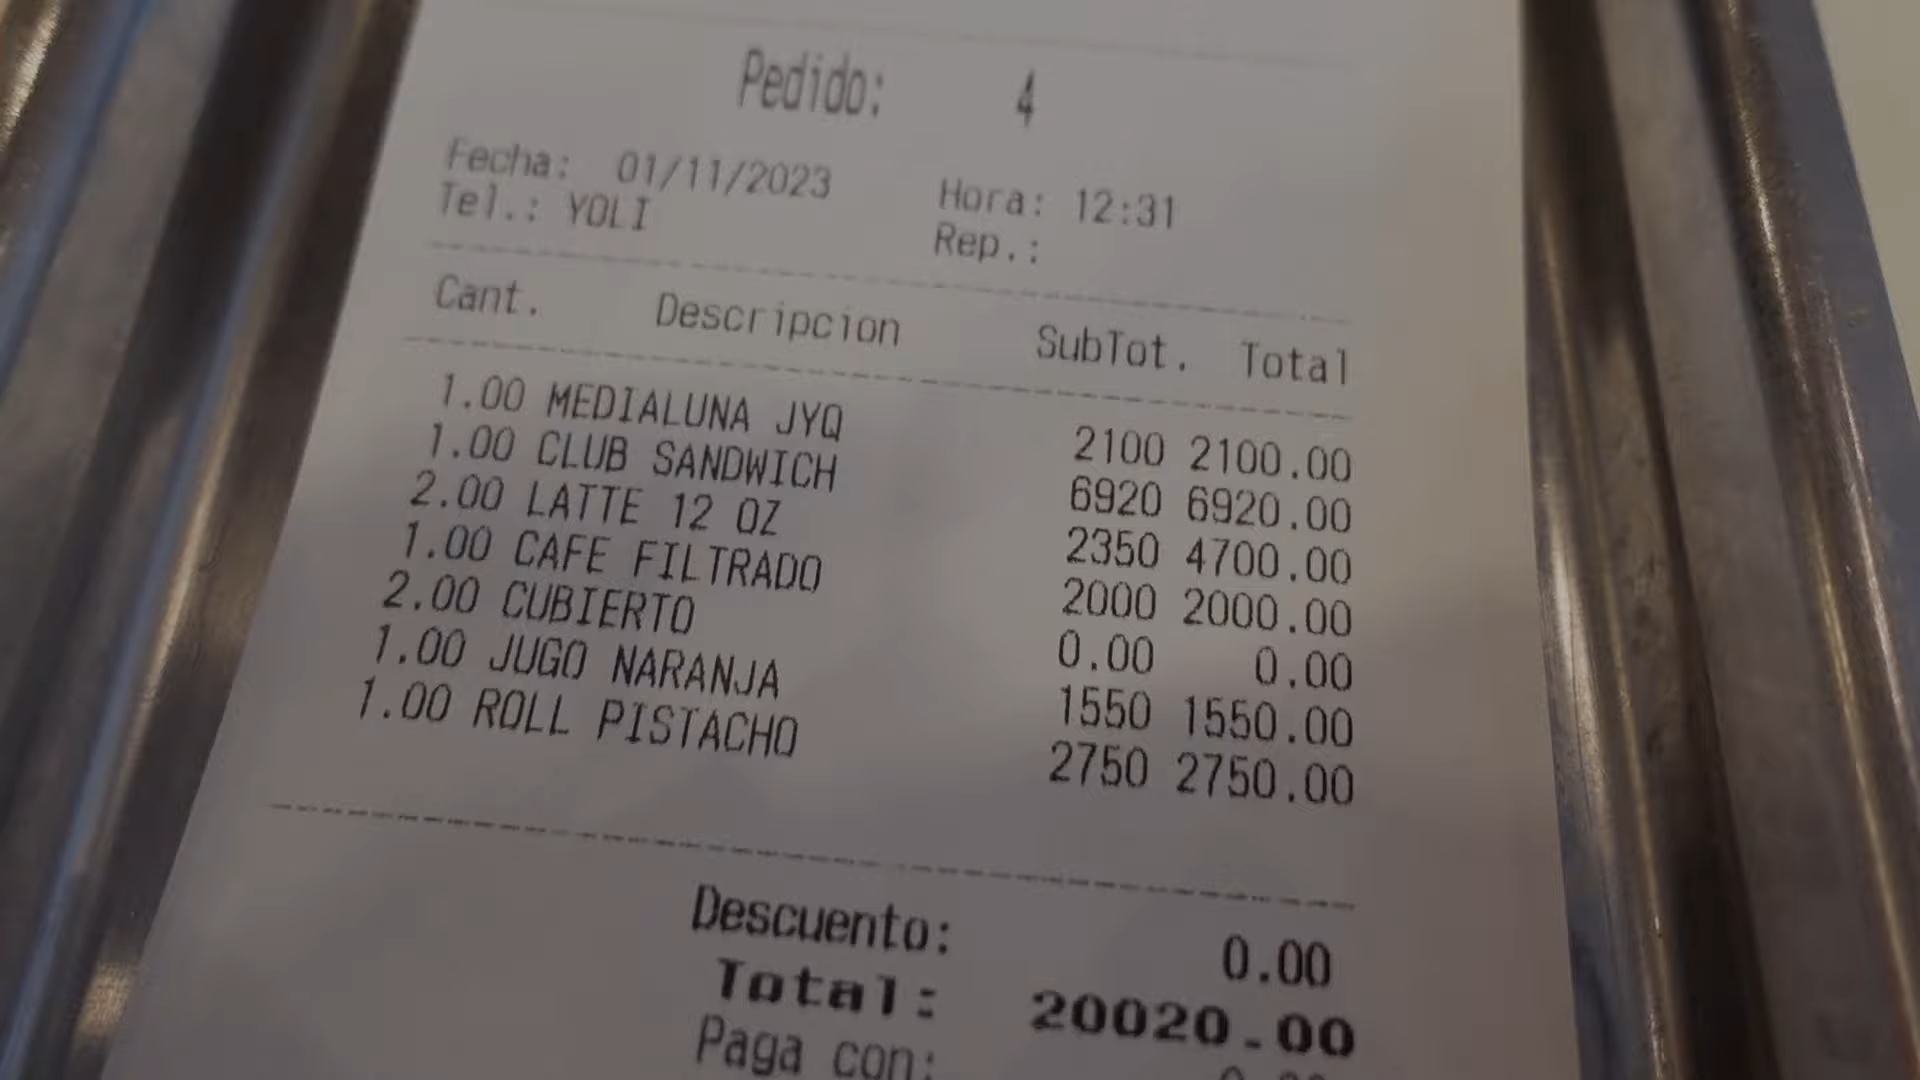 Pedido: 4
Fecha: 01/11/2023 Hora: 12:31
Tel.: YOLI Rep.:
Cant. Descripcion SubTot. Total
1.00 MEDIALUNA JYQ 2100 2100.00
1.00 CLUB SANDWICH 6920 6920.00
2.00 LATTE 12 OZ 2350 4700.00
1.00 CAFE FILTRADO 2000 2000.00
2.00 CUBIERTO 0.00 0.00
1.00 JUGO NARANJA 1550 1550.00
1.00 ROLL PISTACHO 2750 2750.00
Descuento: 0.00
Total: 20020.00
Paga con: